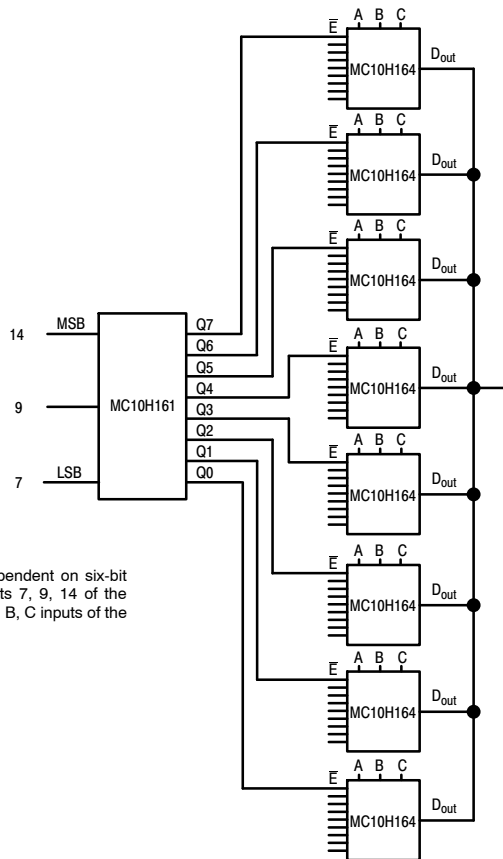 A B C
E
Dout
MC10H164
A B C
E
Dout
MC10H164
A B C
E
Dout
MC10H164
14 MSB
Q7
Q6
Q5
Q4
9
MC10H161
Q3
Q2
Q1
7 LSB
Q0
A B C
E
Dout
MC10H164
A B C
E
Dout
MC10H164
pendent on six-bit
ts 7, 9, 14 of the
B, C inputs of the
A B C
E
Dout
MC10H164
A B C
E
Dout
MC10H164
A B C
E
Dout
MC10H164